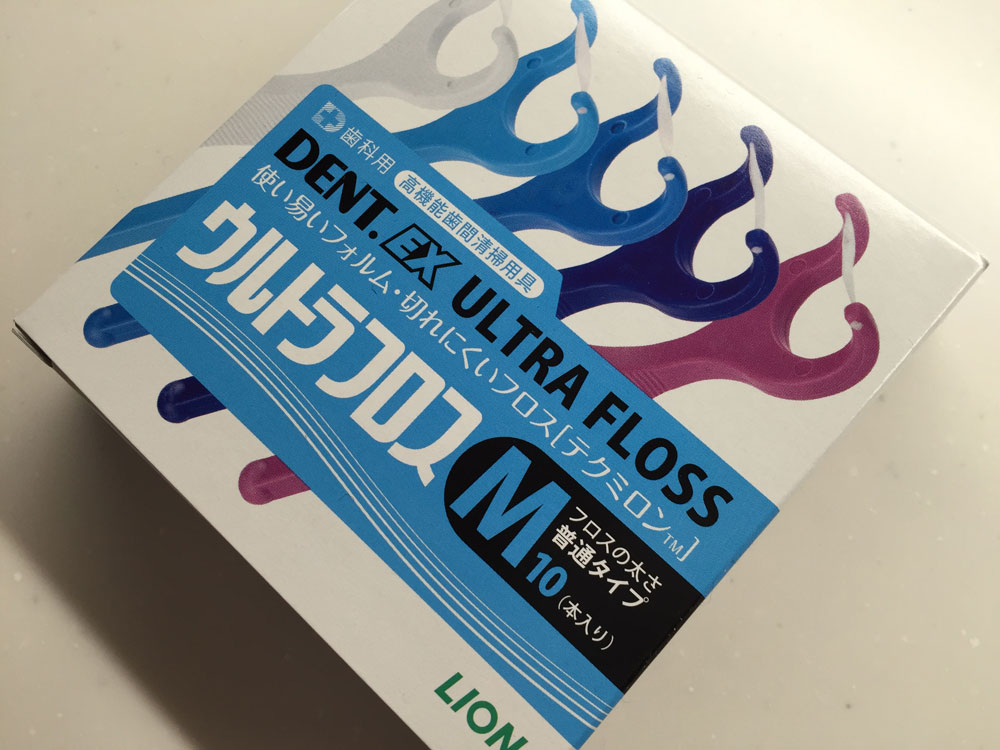 歯科用 高機能歯間清掃用具
DENT.EX ULTRA FLOSS
使い易いフォルム・切れにくいフロス[テクミロン™]
ウルトラフロス
M
フロスの太さ
普通タイプ
10(本入り)
LION